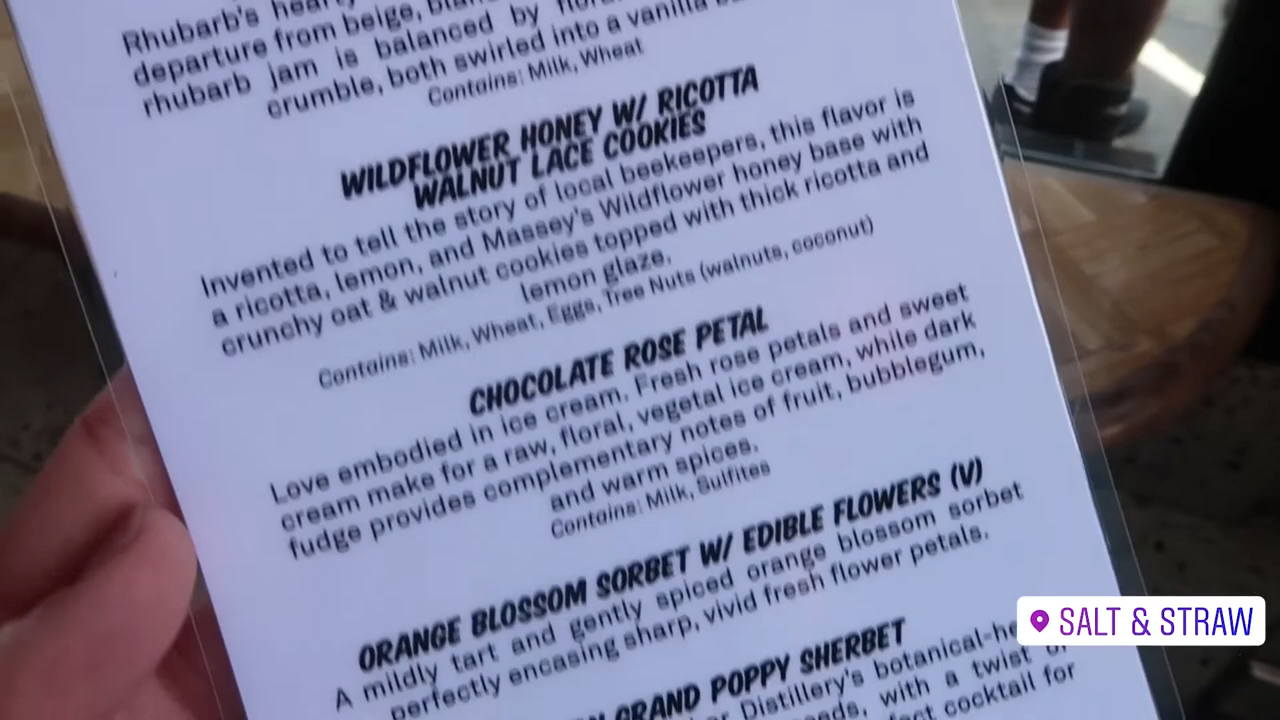 Rhubarb's hearty
departure from beige,
rhubarb jam is balanced by
crumble, both swirled into a vanilla
Contains: Milk, Wheat
WILDFLOWER HONEY W/ RICOTTA
WALNUT LACE COOKIES
Invented to tell the story of local beekeepers, this flavor is
a ricotta, lemon, and Massey's Wildflower honey base with
crunchy oat & walnut cookies topped with thick ricotta and
lemon glaze.
Contains: Milk, Wheat, Eggs, Tree Nuts (walnuts, coconut)
CHOCOLATE ROSE PETAL
Love embodied in ice cream. Fresh rose petals and sweet
cream make for a raw, floral, vegetal ice cream, while dark
fudge provides complementary notes of fruit, bubblegum,
and warm spices.
Contains: Milk, Sulfites
ORANGE BLOSSOM SORBET W/ EDIBLE FLOWERS (V)
A mildly tart and gently spiced orange blossom sorbet
perfectly encasing sharp, vivid fresh flower petals.
GRAND POPPY SHERBET
Distillery's
with a twist
cocktail for
SALT & STRAW